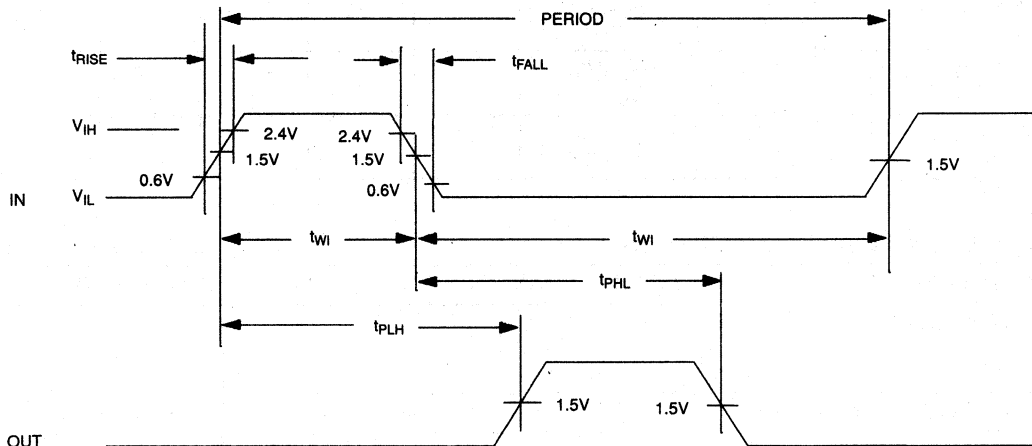 PERIOD
tRISE
tFALL
VIH
2.4V
2.4V
1.5V
1.5V
1.5V
0.6V
0.6V
IN
VIL
tWI
tWI
tPHL
tPLH
1.5V
1.5V
OUT